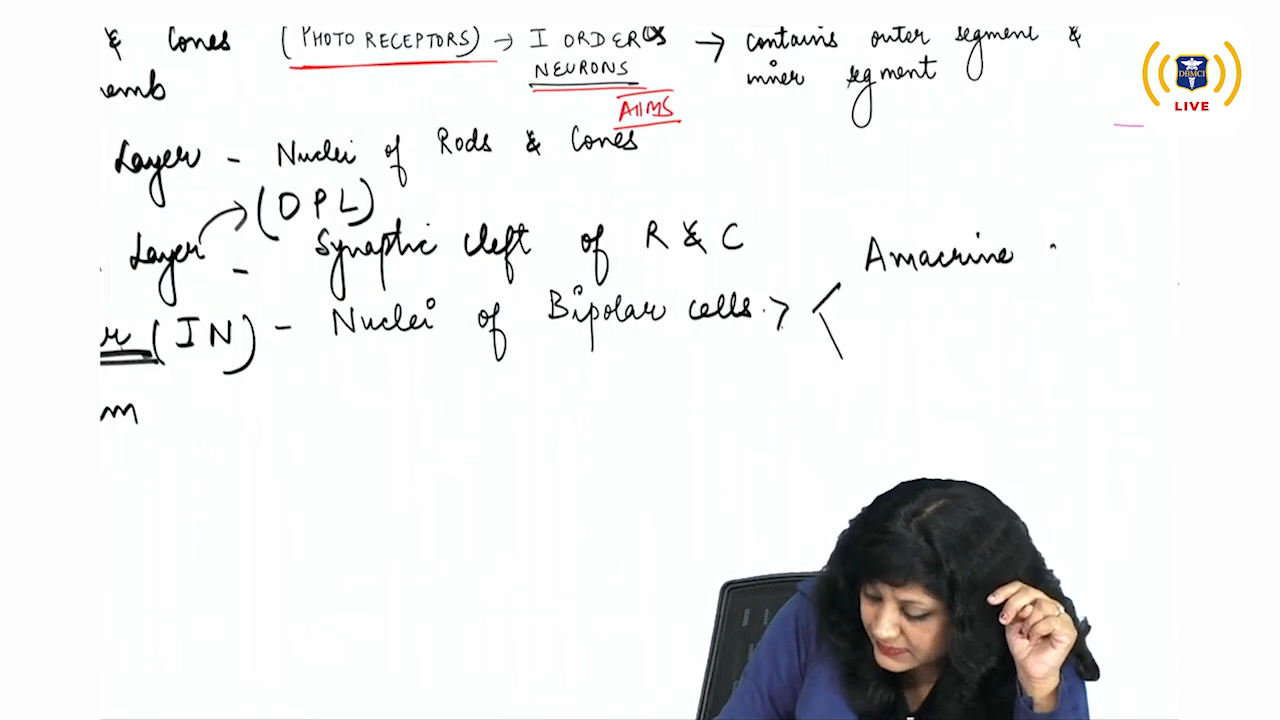 & Cones (PHOTO RECEPTORS) → I ORDER → contains outer segment &
emb NEURONS inner segment
AIIMS
Layer - Nuclei of Rods & Cones
(OPL)
Layer - Synaptic cleft of R & C
Amacrine
r (IN) - Nuclei of Bipolar cells →
m
DBMCI
LIVE